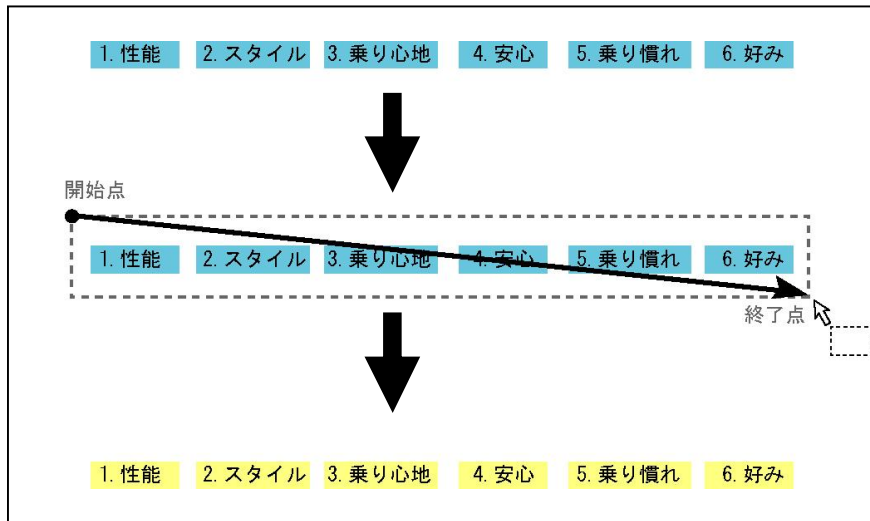 1. 性能 2. スタイル 3. 乗り心地 4. 安心 5. 乗り慣れ 6. 好み
開始点
1. 性能 2. スタイル 3. 乗り心地 4. 安心 5. 乗り慣れ 6. 好み
終了点
1. 性能 2. スタイル 3. 乗り心地 4. 安心 5. 乗り慣れ 6. 好み